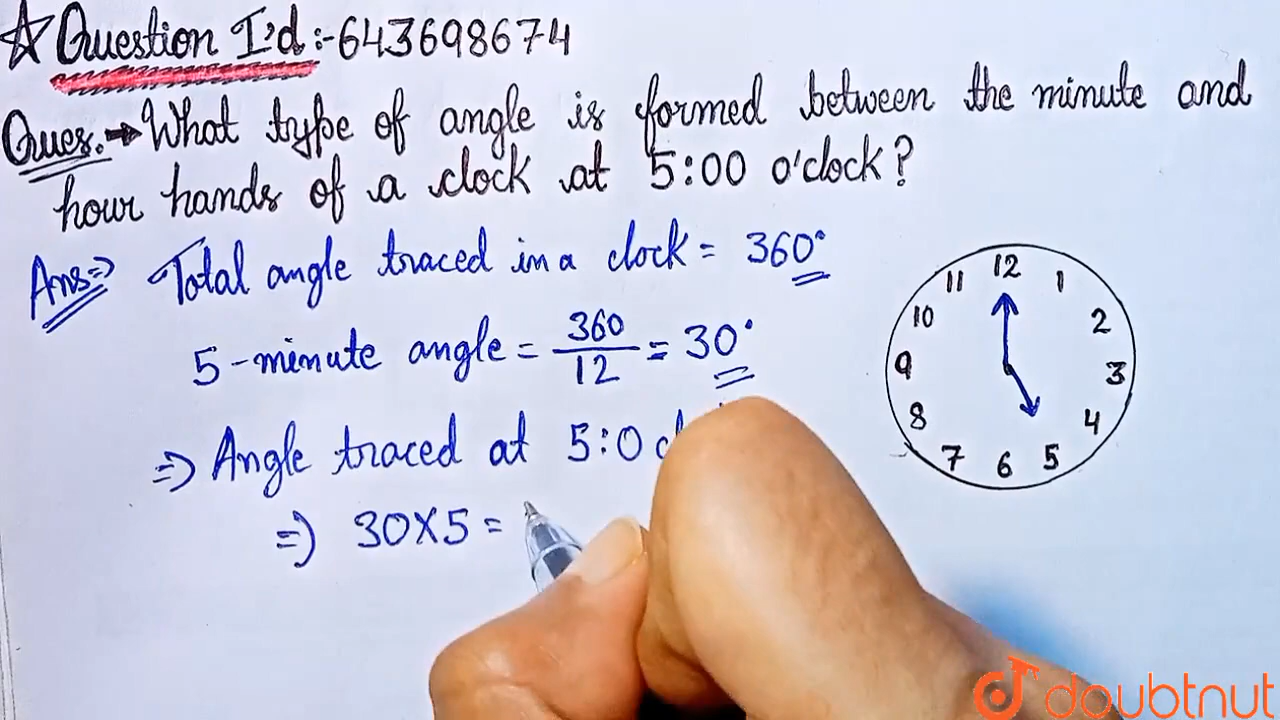 ☆ Question I'd :- 643698674
Ques. → What type of angle is formed between the minute and
hour hands of a clock at 5:00 o'clock?
Ans ⇒ Total angle traced in a clock = 360°
5-minute angle = 360/12 = 30°
⇒ Angle traced at 5:0
⇒ 30×5 =
12
11 1
10 2
9 3
8 4
7 6 5
doubtnut